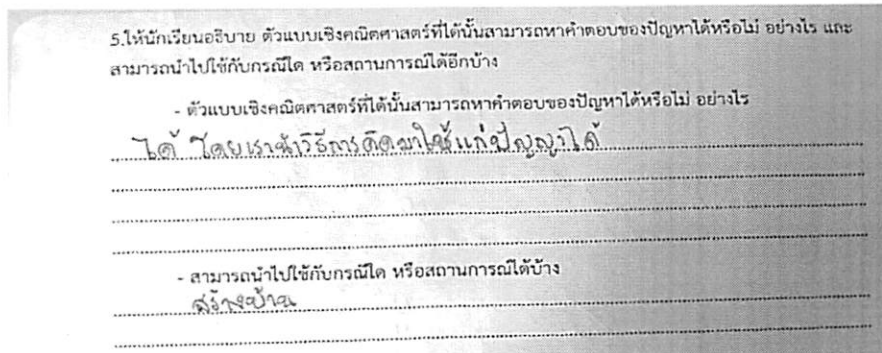 5.ให้นักเรียนอธิบาย ตัวแบบเชิงคณิตศาสตร์ที่ได้นั้นสามารถหาคำตอบของปัญหาได้หรือไม่ อย่างไร และ
สามารถนำไปใช้กับกรณีใด หรือสถานการณ์ใด้อีกบ้าง
- ตัวแบบเชิงคณิตศาสตร์ที่ได้นั้นสามารถหาคำตอบของปัญหาได้หรือไม่ อย่างไร
ได้ โดยเรานำวิธีการคิดมาใช้แก้ปัญญาได้
- สามารถนำไปใช้กับกรณีใด หรือสถานการณ์ใด้บ้าง
สร้างบ้าน